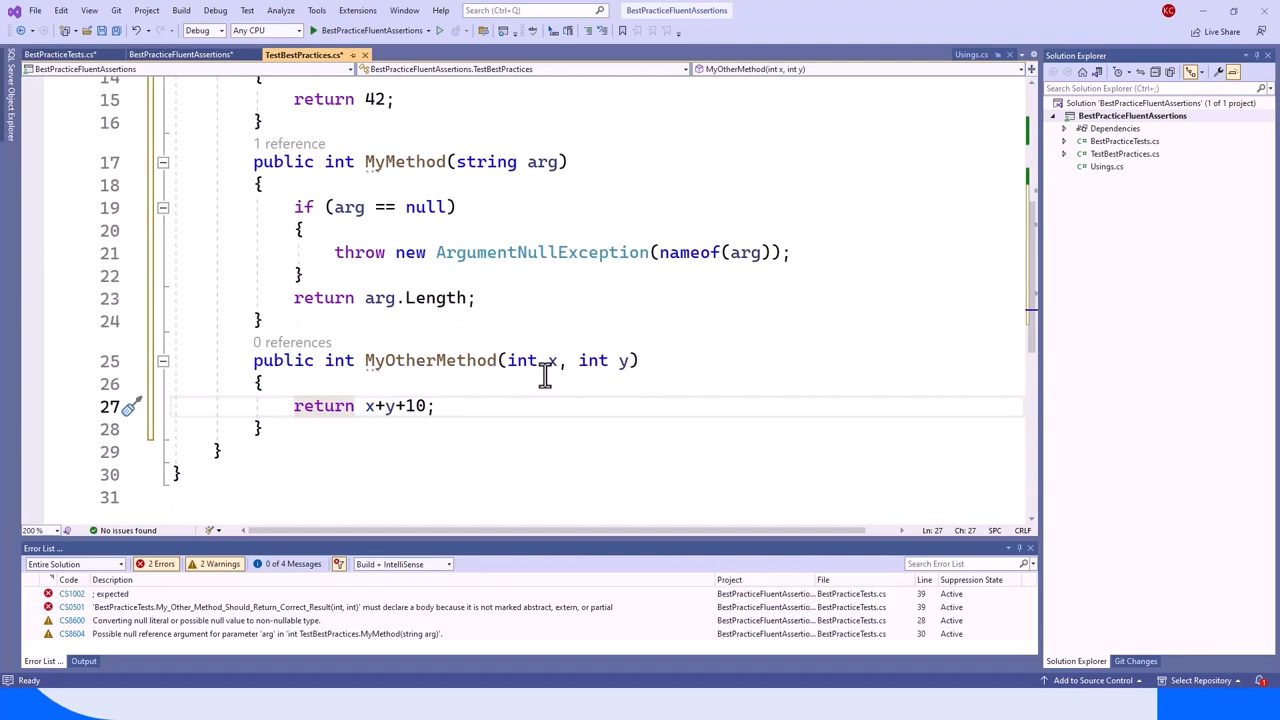 File Edit View Git Project Build Debug Test Analyze Tools Extensions Window Help Search (Ctrl+Q) BestPracticeFluentAssertions KC
Debug Any CPU BestPracticeFluentAssertions Live Share
SQL Server Object Explorer
BestPracticeTests.cs* BestPracticeFluentAssertions* TestBestPractices.cs* Usings.cs
BestPracticeFluentAssertions BestPracticeFluentAssertions.TestBestPractices MyOtherMethod(int x, int y)
14 {
15 return 42;
16 }
1 reference
17 public int MyMethod(string arg)
18 {
19 if (arg == null)
20 {
21 throw new ArgumentNullException(nameof(arg));
22 }
23 return arg.Length;
24 }
0 references
25 public int MyOtherMethod(int x, int y)
26 {
27 return x+y+10;
28 }
29 }
30 }
31
200 % No issues found Ln: 27 Ch: 27 SPC CRLF
Error List ...
Entire Solution 2 Errors 2 Warnings 0 of 4 Messages Build + IntelliSense Search Error List
Code Description Project File Line Suppression State
CS1002 ; expected BestPracticeFluentAssertio... BestPracticeTests.cs 39 Active
CS0501 'BestPracticeTests.My_Other_Method_Should_Return_Correct_Result(int, int)' must declare a body because it is not marked abstract, extern, or partial BestPracticeFluentAssertio... BestPracticeTests.cs 39 Active
CS8600 Converting null literal or possible null value to non-nullable type. BestPracticeFluentAssertio... BestPracticeTests.cs 28 Active
CS8604 Possible null reference argument for parameter 'arg' in 'int TestBestPractices.MyMethod(string arg)'. BestPracticeFluentAssertio... BestPracticeTests.cs 30 Active
Error List ... Output
Solution Explorer
Search Solution Explorer (Ctrl+;)
Solution 'BestPracticeFluentAssertions' (1 of 1 project)
BestPracticeFluentAssertions
Dependencies
C# BestPracticeTests.cs
C# TestBestPractices.cs
C# Usings.cs
Solution Explorer Git Changes
Ready Add to Source Control Select Repository 1